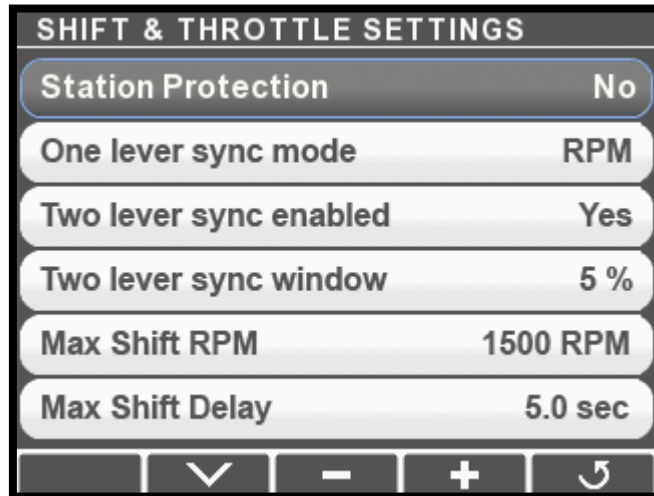 SHIFT & THROTTLE SETTINGS
Station Protection No
One lever sync mode RPM
Two lever sync enabled Yes
Two lever sync window 5 %
Max Shift RPM 1500 RPM
Max Shift Delay 5.0 sec